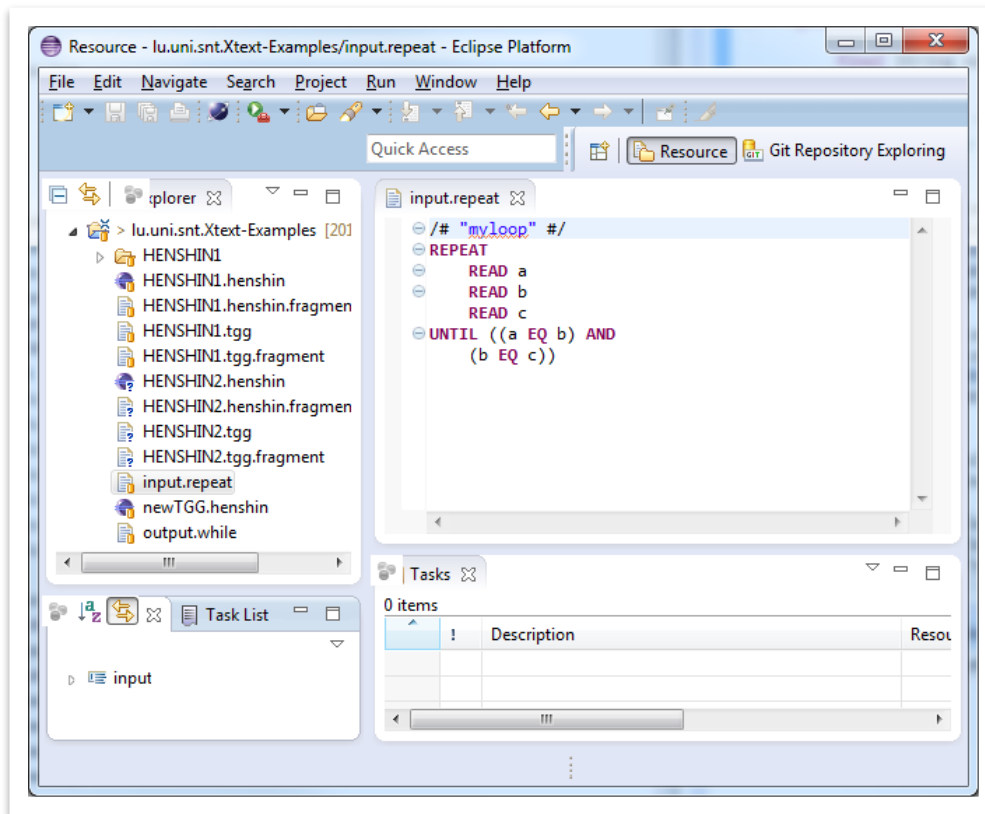 Resource - lu.uni.snt.Xtext-Examples/input.repeat - Eclipse Platform
File Edit Navigate Search Project Run Window Help
Quick Access
Resource
GIT
Git Repository Exploring
xplorer
> lu.uni.snt.Xtext-Examples [201
HENSHIN1
HENSHIN1.henshin
HENSHIN1.henshin.fragmen
HENSHIN1.tgg
HENSHIN1.tgg.fragment
HENSHIN2.henshin
HENSHIN2.henshin.fragmen
HENSHIN2.tgg
HENSHIN2.tgg.fragment
input.repeat
newTGG.henshin
output.while
input.repeat
/# "myloop" #/
REPEAT
READ a
READ b
READ c
UNTIL ((a EQ b) AND
(b EQ c))
a z
Task List
input
Tasks
0 items
! Description Resou